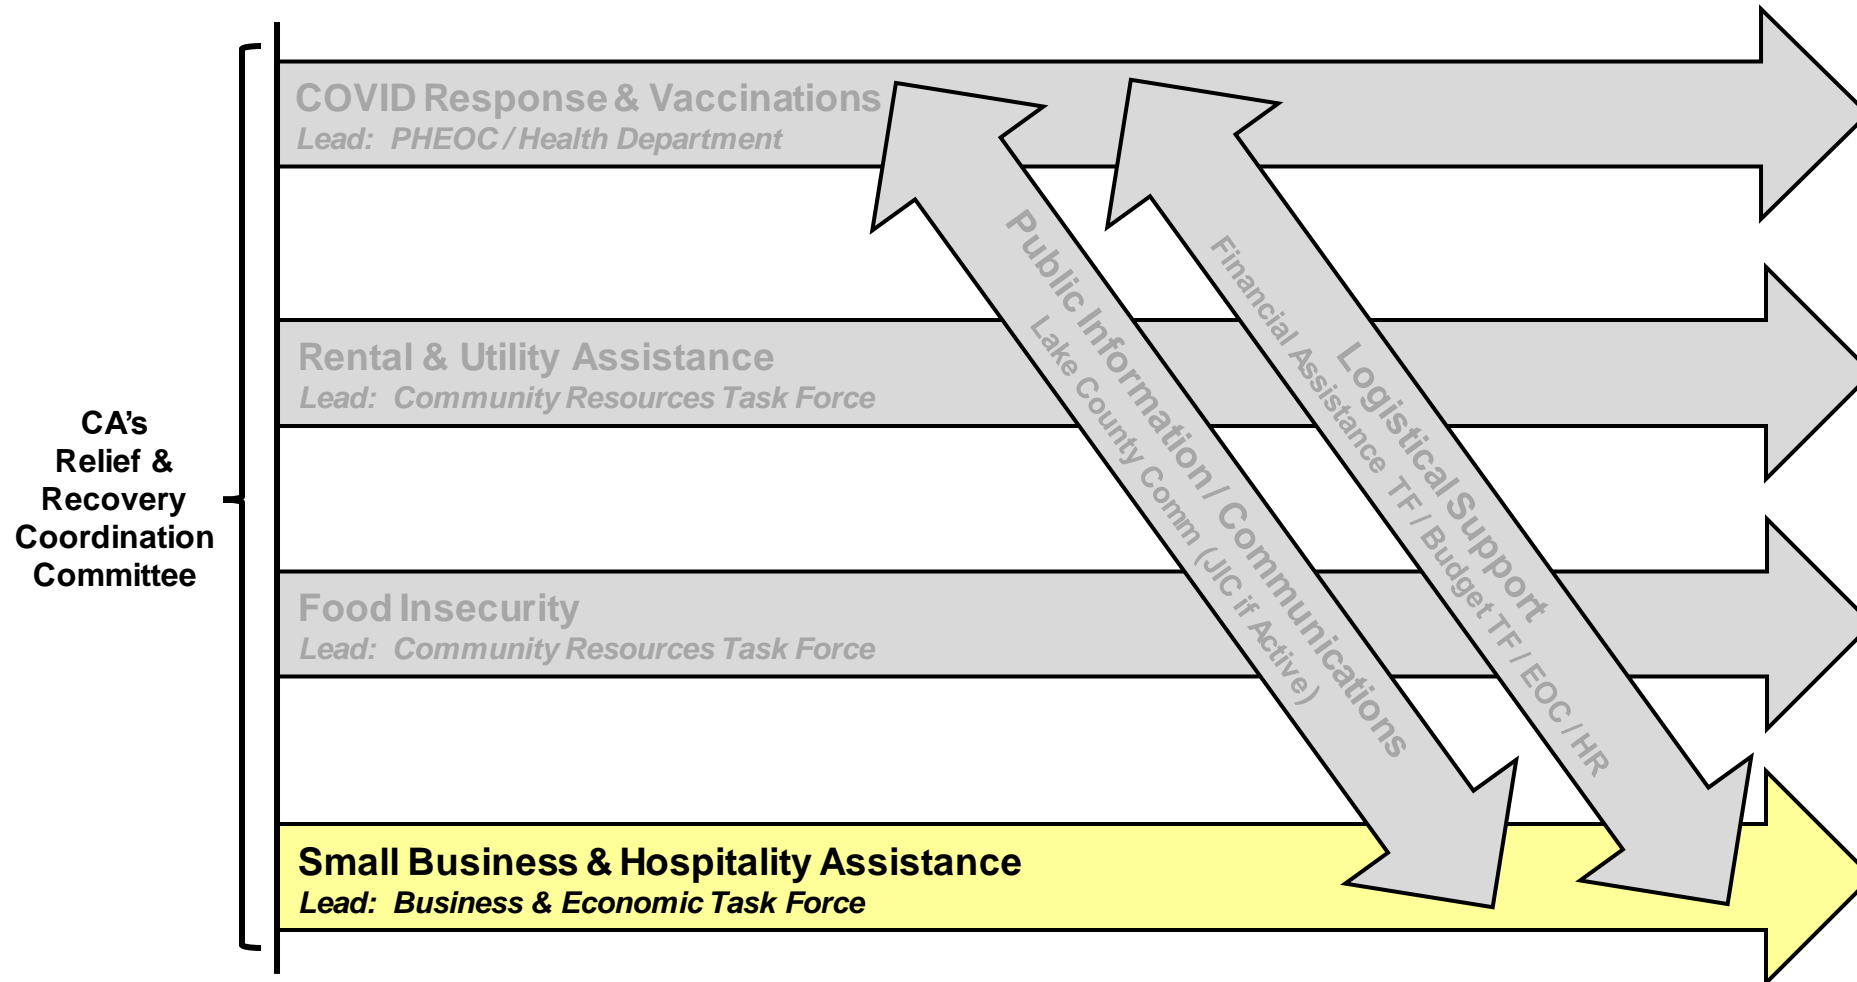 COVID Response & Vaccinations
Lead: PHEOC / Health Department
Rental & Utility Assistance
Lead: Community Resources Task Force
Food Insecurity
Lead: Community Resources Task Force
Small Business & Hospitality Assistance
Lead: Business & Economic Task Force
CA’s
Relief &
Recovery
Coordination
Committee
Public Information / Communications
Lake County Comm (JIC if Active)
Logistical Support
Financial Assistance TF / Budget TF / EOC / HR